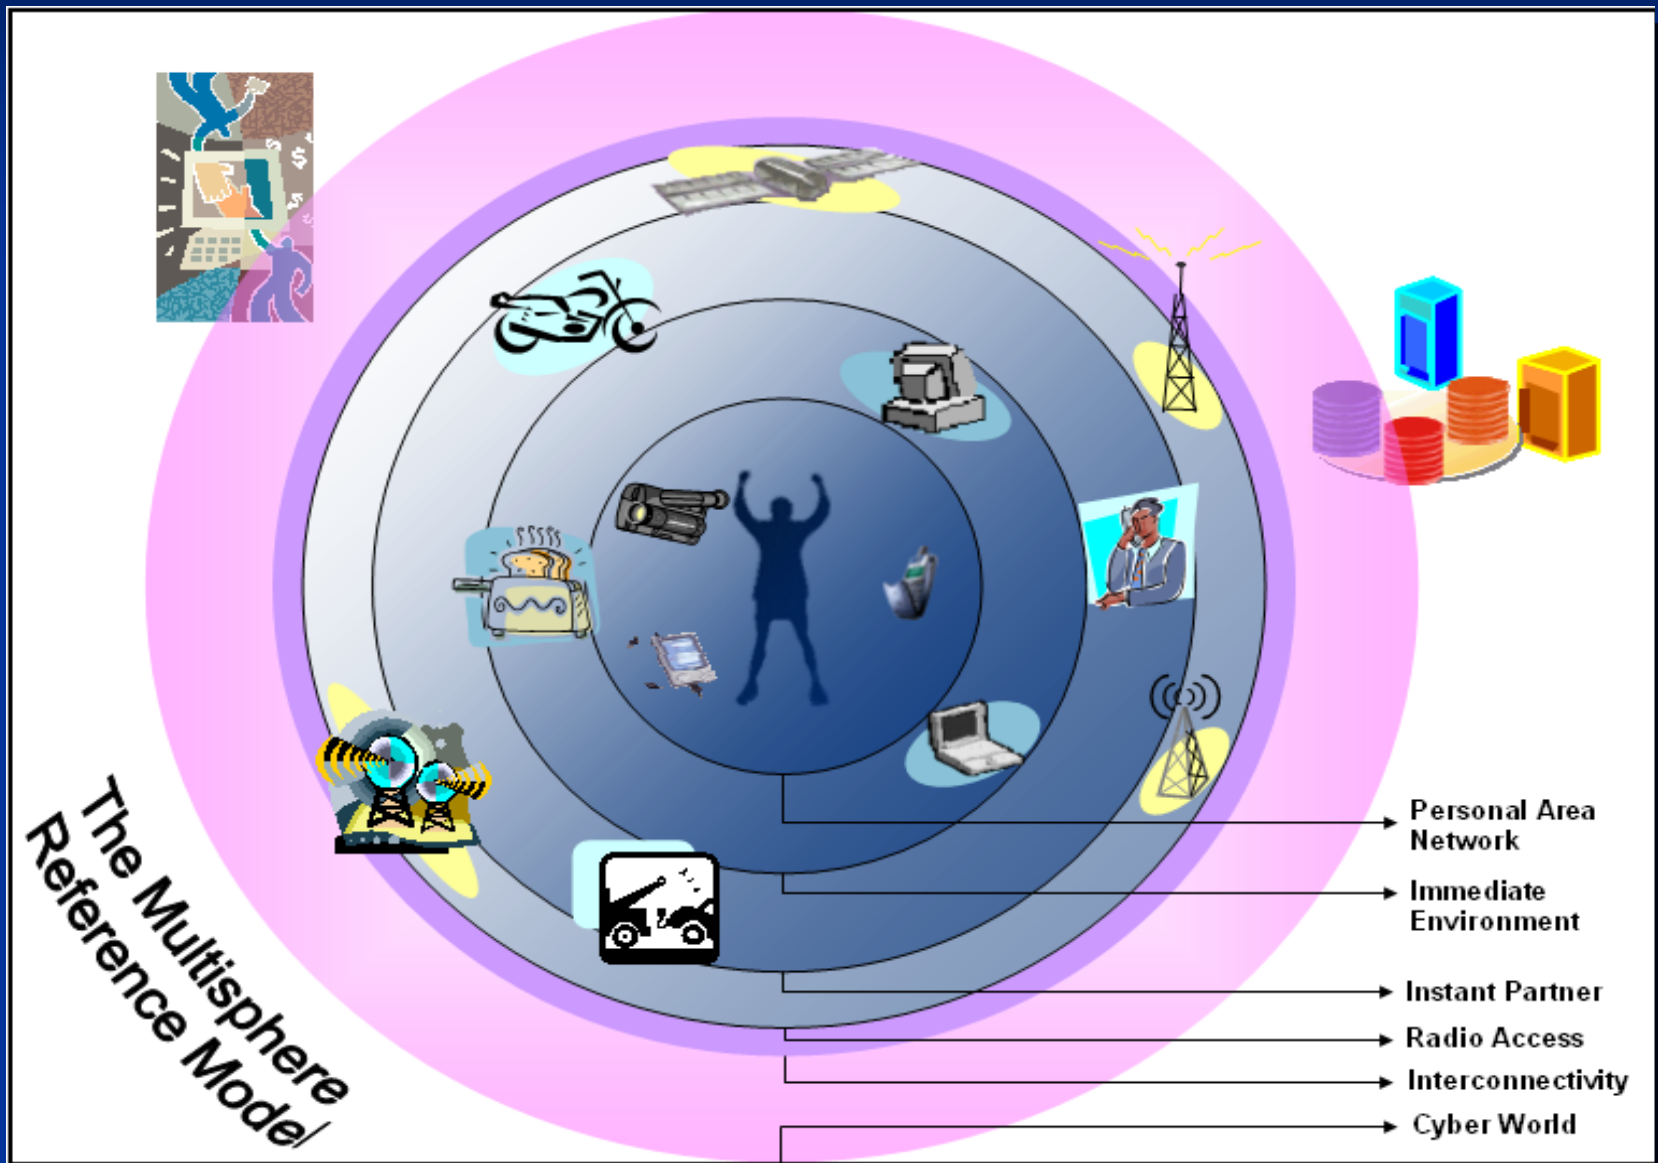 The Multisphere
Reference Model
Personal Area
Network
Immediate
Environment
Instant Partner
Radio Access
Interconnectivity
Cyber World
$
$
$